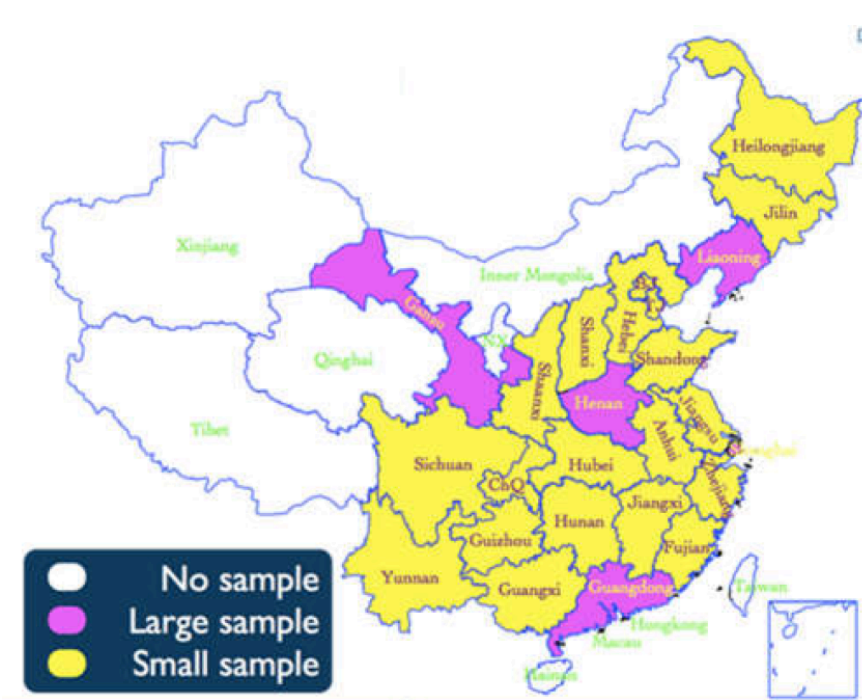 Heilongjiang
Jilin
Liaoning
Xinjiang
Inner Mongolia
Gansu
NX
Hebei
Shanxi
Shaanxi
Qinghai
Shandong
Henan
Jiangxu
Anhui
Tibet
Sichuan
Hubei
Shanghai
ChQ
Zhejiang
Jiangxi
Hunan
Guizhou
Fujian
Yunnan
Guangxi
Guangdong
Taiwan
Hongkong
Macau
Hainan
No sample
Large sample
Small sample